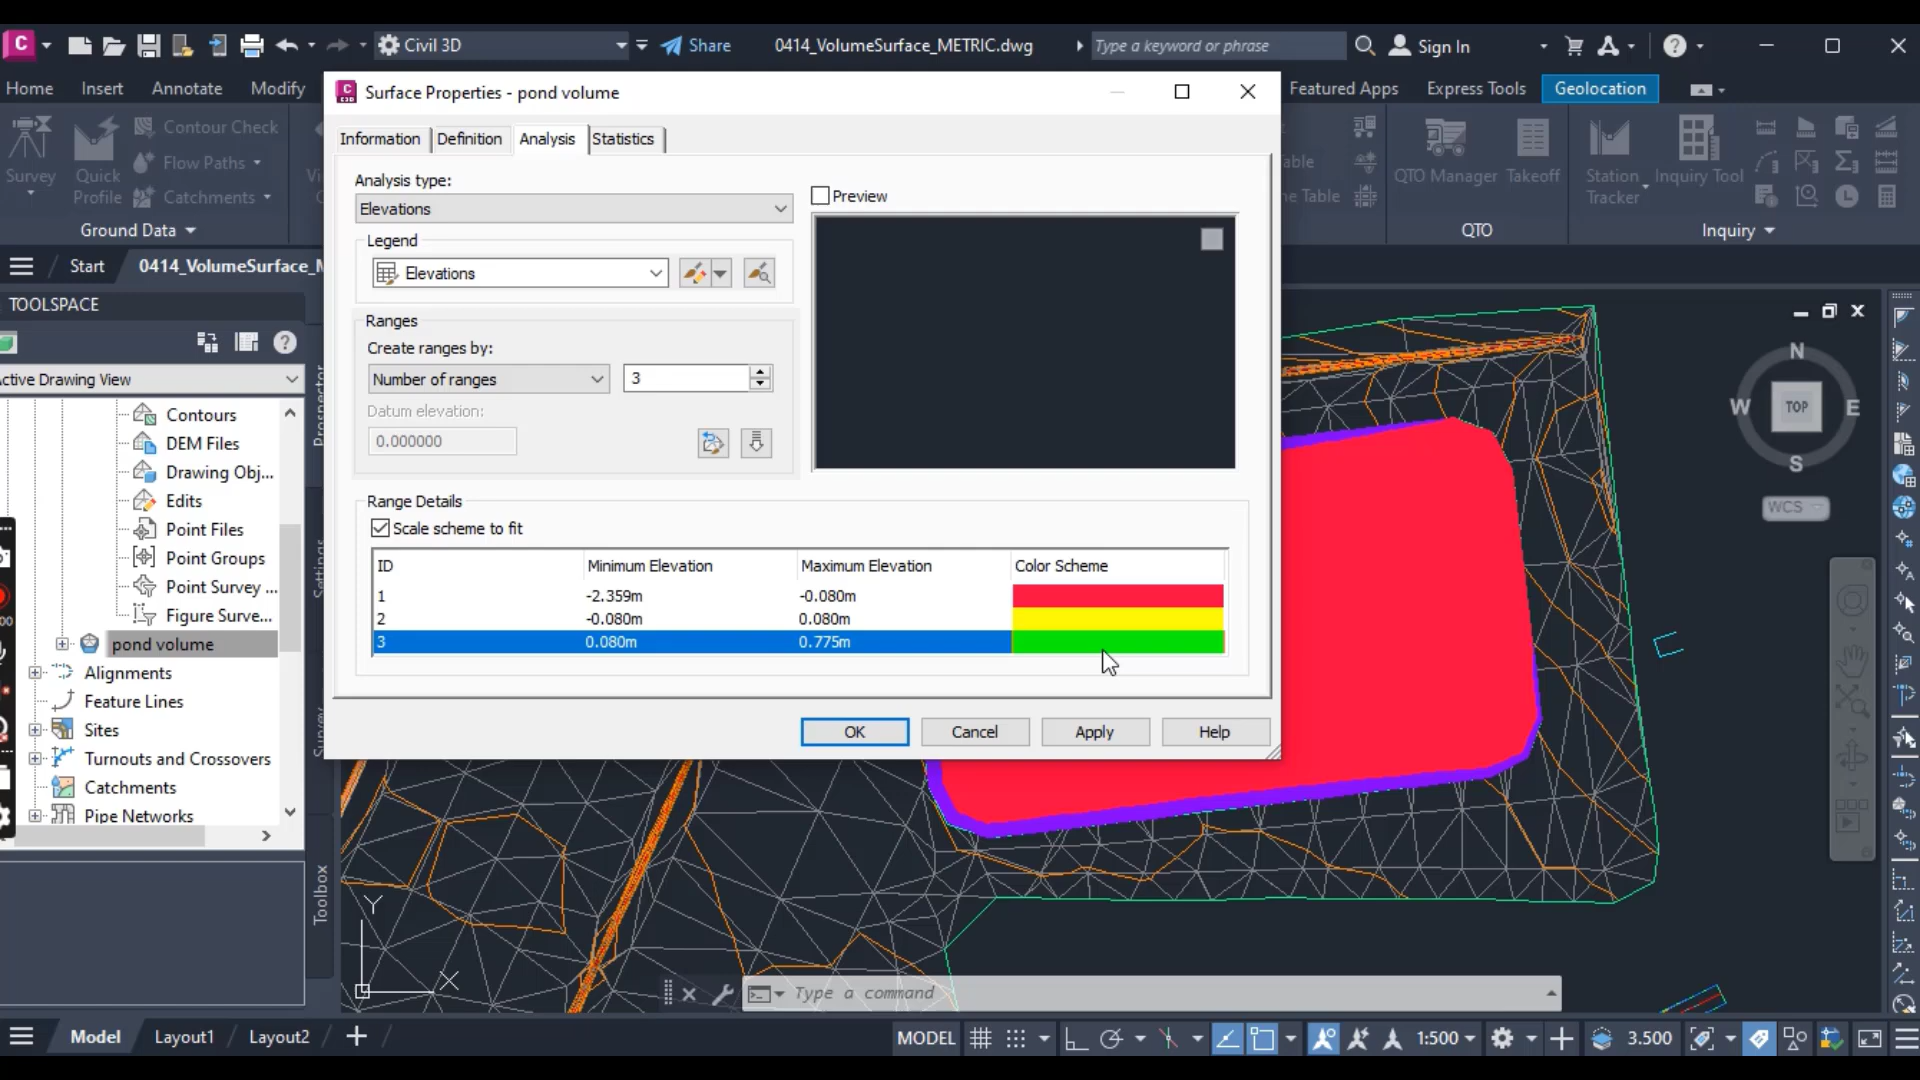 C
Civil 3D
Share
0414_VolumeSurface_METRIC.dwg
Type a keyword or phrase
Sign In
Home
Insert
Annotate
Modify
Featured Apps
Express Tools
Geolocation
Survey
Quick
Profile
Contour Check
Flow Paths
Catchments
Ground Data
QTO Manager
Takeoff
QTO
Station
Tracker
Inquiry Tool
Inquiry
Start
0414_VolumeSurface_M
TOOLSPACE
ctive Drawing View
Contours
DEM Files
Drawing Obj...
Edits
Point Files
Point Groups
Point Survey ...
Figure Surve...
pond volume
Alignments
Feature Lines
Sites
Turnouts and Crossovers
Catchments
Pipe Networks
Prospector
Settings
Survey
Toolbox
Surface Properties - pond volume
Information
Definition
Analysis
Statistics
Analysis type:
Elevations
Preview
Legend
Elevations
Ranges
Create ranges by:
Number of ranges
3
Datum elevation:
0.000000
Range Details
Scale scheme to fit
ID Minimum Elevation Maximum Elevation Color Scheme
1 -2.359m -0.080m
2 -0.080m 0.080m
3 0.080m 0.775m
OK
Cancel
Apply
Help
N
W
TOP
E
S
WCS
Y
X
Type a command
Model
Layout1
Layout2
MODEL
1:500
3.500